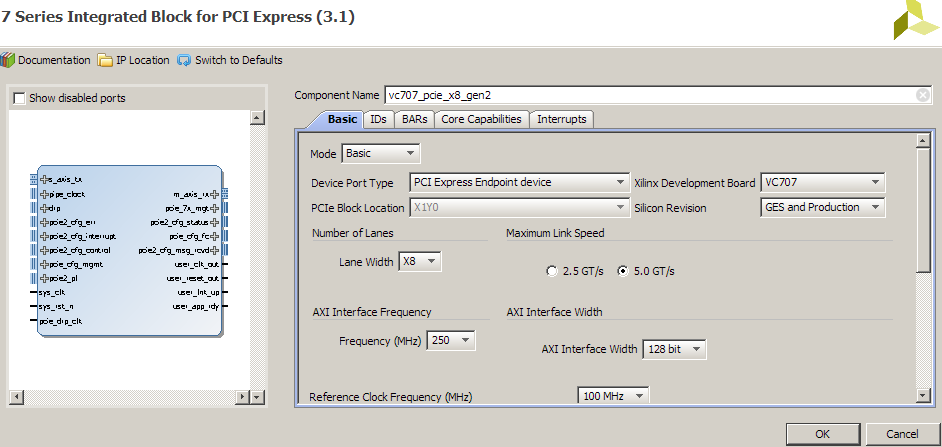 7 Series Integrated Block for PCI Express (3.1)
Documentation IP Location Switch to Defaults
Show disabled ports
s_axis_tx
pipe_clock m_axis_rx
drp pcie_7x_mgt
pcie2_cfg_err pcie2_cfg_status
pcie2_cfg_interrupt pcie_cfg_fc
pcie2_cfg_control pcie2_cfg_msg_rcvd
pcie_cfg_mgmt user_clk_out
pcie2_pl user_reset_out
sys_clk user_lnk_up
sys_rst_n user_app_rdy
pcie_drp_clk
Component Name vc707_pcie_x8_gen2
Basic IDs BARs Core Capabilities Interrupts
Mode Basic
Device Port Type PCI Express Endpoint device Xilinx Development Board VC707
PCIe Block Location X1Y0 Silicon Revision GES and Production
Number of Lanes Maximum Link Speed
Lane Width X8 2.5 GT/s 5.0 GT/s
AXI Interface Frequency AXI Interface Width
Frequency (MHz) 250 AXI Interface Width 128 bit
Reference Clock Frequency (MHz) 100 MHz
OK Cancel